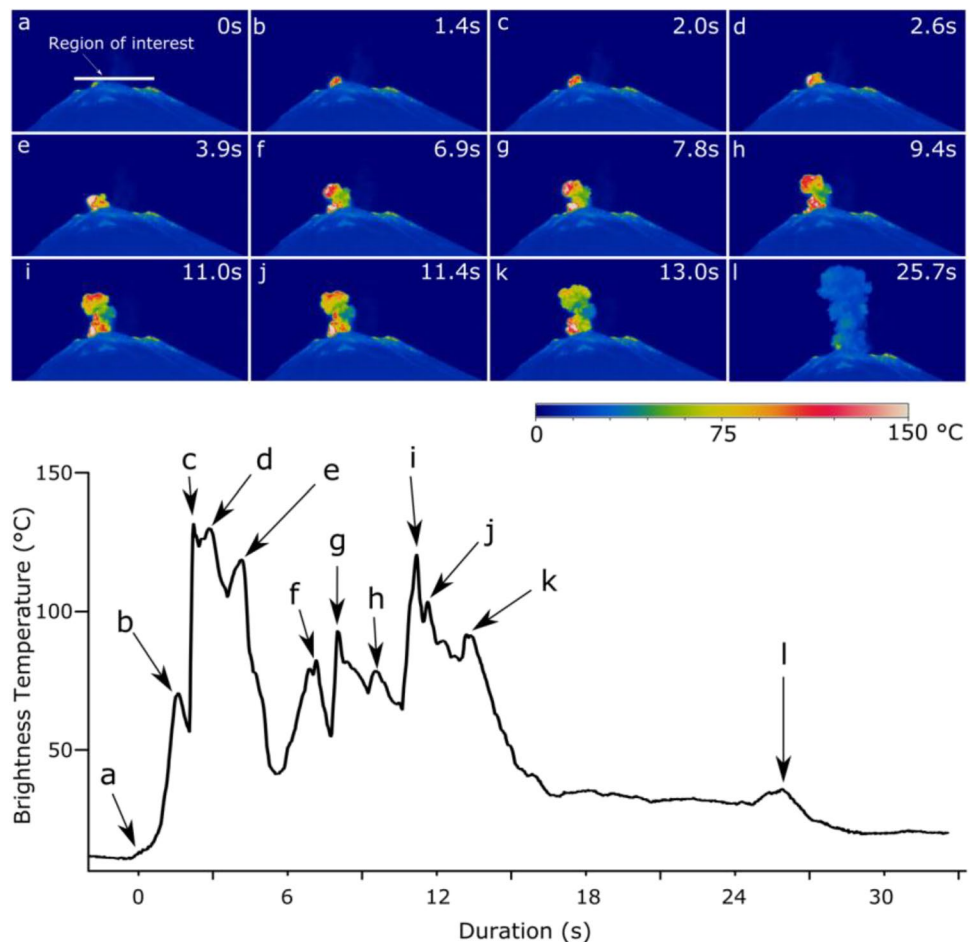 a 0s
Region of interest
b 1.4s
c 2.0s
d 2.6s
e 3.9s
f 6.9s
g 7.8s
h 9.4s
i 11.0s
j 11.4s
k 13.0s
l 25.7s
0 75 150 °C
Brightness Temperature (°C)
150
100
50
a
b
c
d
e
f
g
h
i
j
k
l
0 6 12 18 24 30
Duration (s)